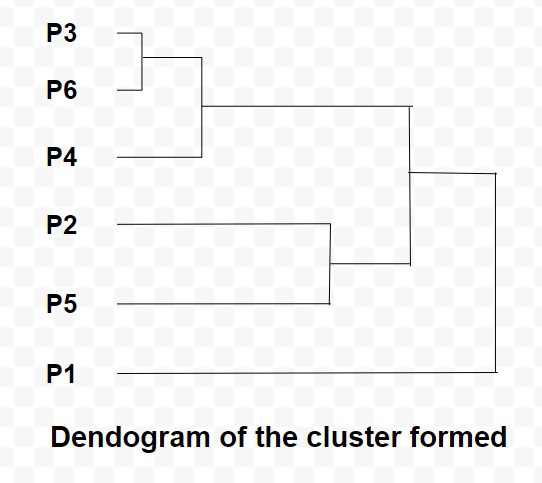 P3
P6
P4
P2
P5
P1
Dendogram of the cluster formed